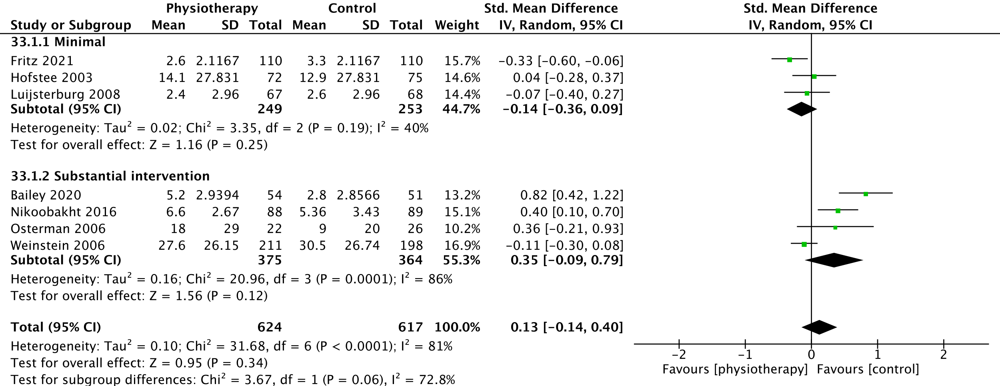 Physiotherapy Control Std. Mean Difference Std. Mean Difference
Study or Subgroup Mean SD Total Mean SD Total Weight IV, Random, 95% CI IV, Random, 95% CI
33.1.1 Minimal
Fritz 2021 2.6 2.1167 110 3.3 2.1167 110 15.7% −0.33 [−0.60, −0.06]
Hofstee 2003 14.1 27.831 72 12.9 27.831 75 14.6% 0.04 [−0.28, 0.37]
Luijsterburg 2008 2.4 2.96 67 2.6 2.96 68 14.4% −0.07 [−0.40, 0.27]
Subtotal (95% CI) 249 253 44.7% −0.14 [−0.36, 0.09]
Heterogeneity: Tau² = 0.02; Chi² = 3.35, df = 2 (P = 0.19); I² = 40%
Test for overall effect: Z = 1.16 (P = 0.25)
33.1.2 Substantial intervention
Bailey 2020 5.2 2.9394 54 2.8 2.8566 51 13.2% 0.82 [0.42, 1.22]
Nikoobakht 2016 6.6 2.67 88 5.36 3.43 89 15.1% 0.40 [0.10, 0.70]
Osterman 2006 18 29 22 9 20 26 10.2% 0.36 [−0.21, 0.93]
Weinstein 2006 27.6 26.15 211 30.5 26.74 198 16.9% −0.11 [−0.30, 0.08]
Subtotal (95% CI) 375 364 55.3% 0.35 [−0.09, 0.79]
Heterogeneity: Tau² = 0.16; Chi² = 20.96, df = 3 (P = 0.0001); I² = 86%
Test for overall effect: Z = 1.56 (P = 0.12)
Total (95% CI) 624 617 100.0% 0.13 [−0.14, 0.40]
Heterogeneity: Tau² = 0.10; Chi² = 31.68, df = 6 (P < 0.0001); I² = 81%
−2 −1 0 1 2
Test for overall effect: Z = 0.95 (P = 0.34)
Favours [physiotherapy] Favours [control]
Test for subgroup differences: Chi² = 3.67, df = 1 (P = 0.06), I² = 72.8%